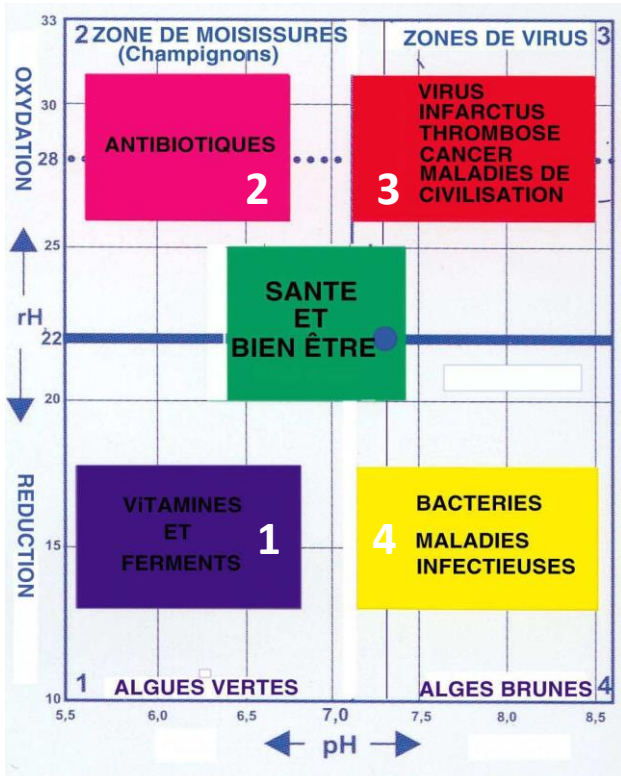 33
2 ZONE DE MOISISSURES
(Champignons)
ZONES DE VIRUS 3
OXYDATION
30
28
25
rH
22
20
REDUCTION
15
10
ANTIBIOTIQUES
2
VIRUS
INFARCTUS
THROMBOSE
CANCER
MALADIES DE
CIVILISATION
3
SANTE
ET
BIEN ÊTRE
ViTAMINES
ET
FERMENTS
1
4
BACTERIES
MALADIES
INFECTIEUSES
1 ALGUES VERTES
ALGES BRUNES 4
5,5 6,0 6,5 7,0 7,5 8,0 8,5
pH